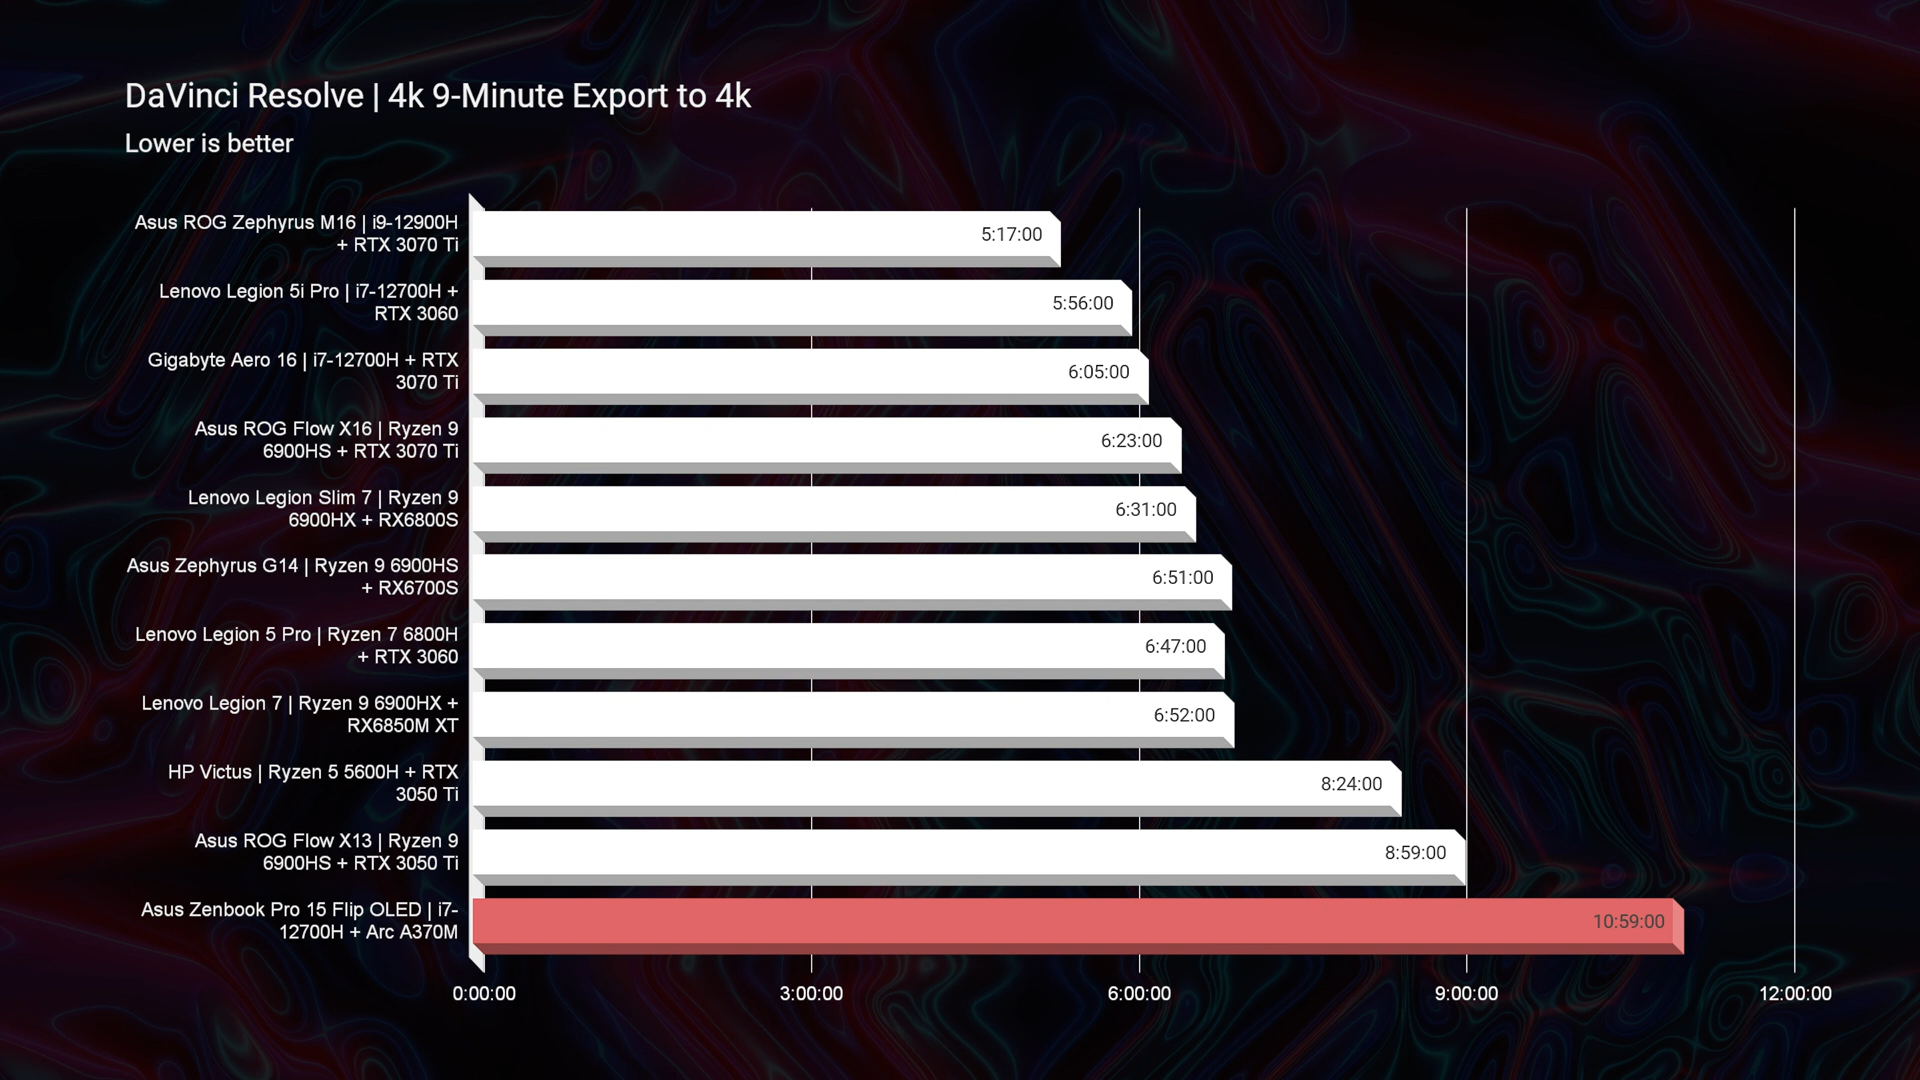 DaVinci Resolve | 4k 9-Minute Export to 4k
Lower is better
Asus ROG Zephyrus M16 | i9-12900H
+ RTX 3070 Ti
5:17:00
Lenovo Legion 5i Pro | i7-12700H +
RTX 3060
5:56:00
Gigabyte Aero 16 | i7-12700H + RTX
3070 Ti
6:05:00
Asus ROG Flow X16 | Ryzen 9
6900HS + RTX 3070 Ti
6:23:00
Lenovo Legion Slim 7 | Ryzen 9
6900HX + RX6800S
6:31:00
Asus Zephyrus G14 | Ryzen 9 6900HS
+ RX6700S
6:51:00
Lenovo Legion 5 Pro | Ryzen 7 6800H
+ RTX 3060
6:47:00
Lenovo Legion 7 | Ryzen 9 6900HX +
RX6850M XT
6:52:00
HP Victus | Ryzen 5 5600H + RTX
3050 Ti
8:24:00
Asus ROG Flow X13 | Ryzen 9
6900HS + RTX 3050 Ti
8:59:00
Asus Zenbook Pro 15 Flip OLED | i7-
12700H + Arc A370M
10:59:00
0:00:00 3:00:00 6:00:00 9:00:00 12:00:00